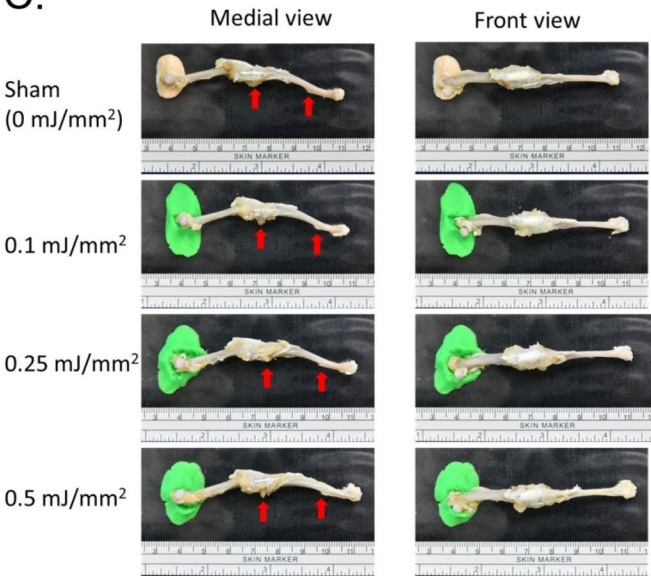 C.
Medial view
Front view
Sham
(0 mJ/mm²)
SKIN MARKER
SKIN MARKER
0.1 mJ/mm²
SKIN MARKER
SKIN MARKER
0.25 mJ/mm²
SKIN MARKER
SKIN MARKER
0.5 mJ/mm²
SKIN MARKER
SKIN MARKER